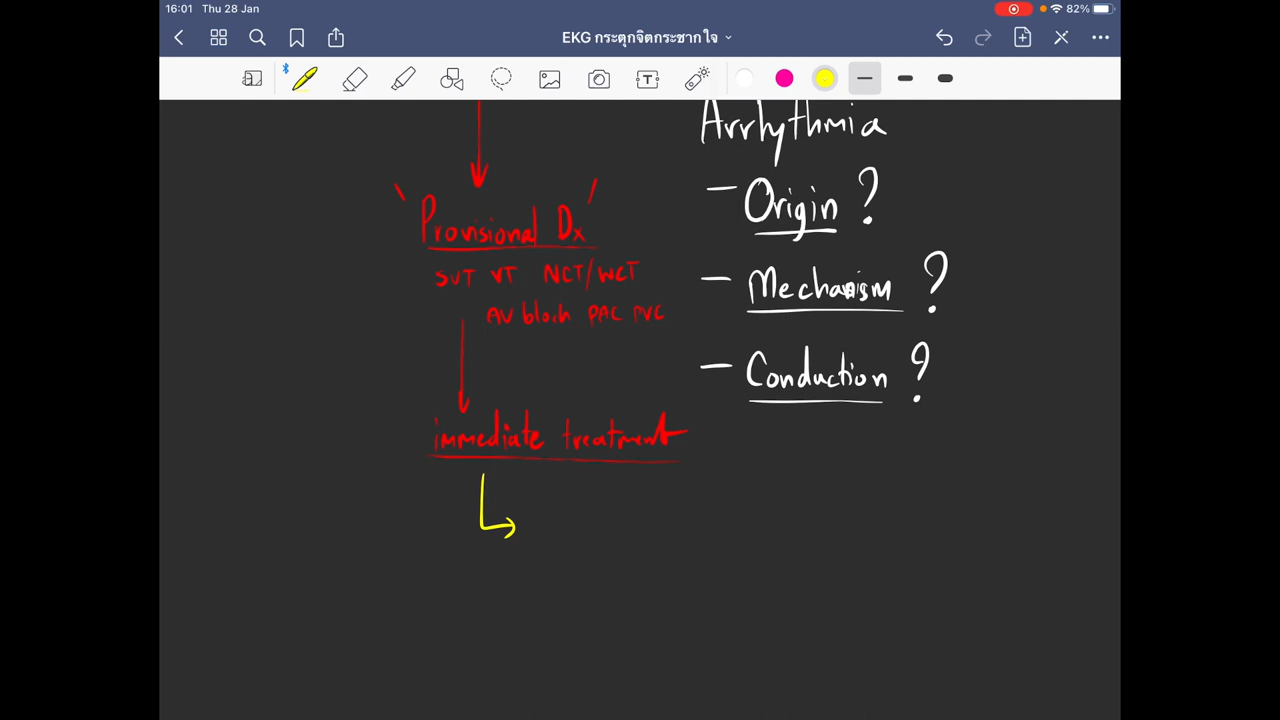 16:01 Thu 28 Jan
82%
EKG กระตุกจิตกระชากใจ
T
Arrhythmia
- Origin ?
- Mechanism ?
- Conduction ?
"Provisional Dx"
SVT VT NCT/WCT
AV block PAC PVC
immediate treatment